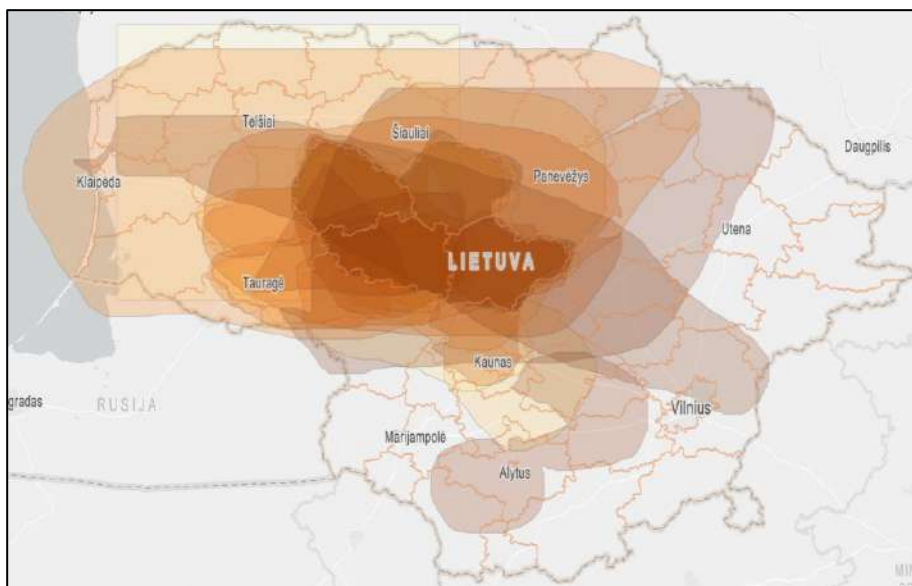 Telšiai
Šiauliai
Daugpilis
Panevėžys
Klaipėda
Utena
LIETUVA
Tauragė
Kaunas
gradas
RUSIJA
Vilnius
Marijampolė
Alytus